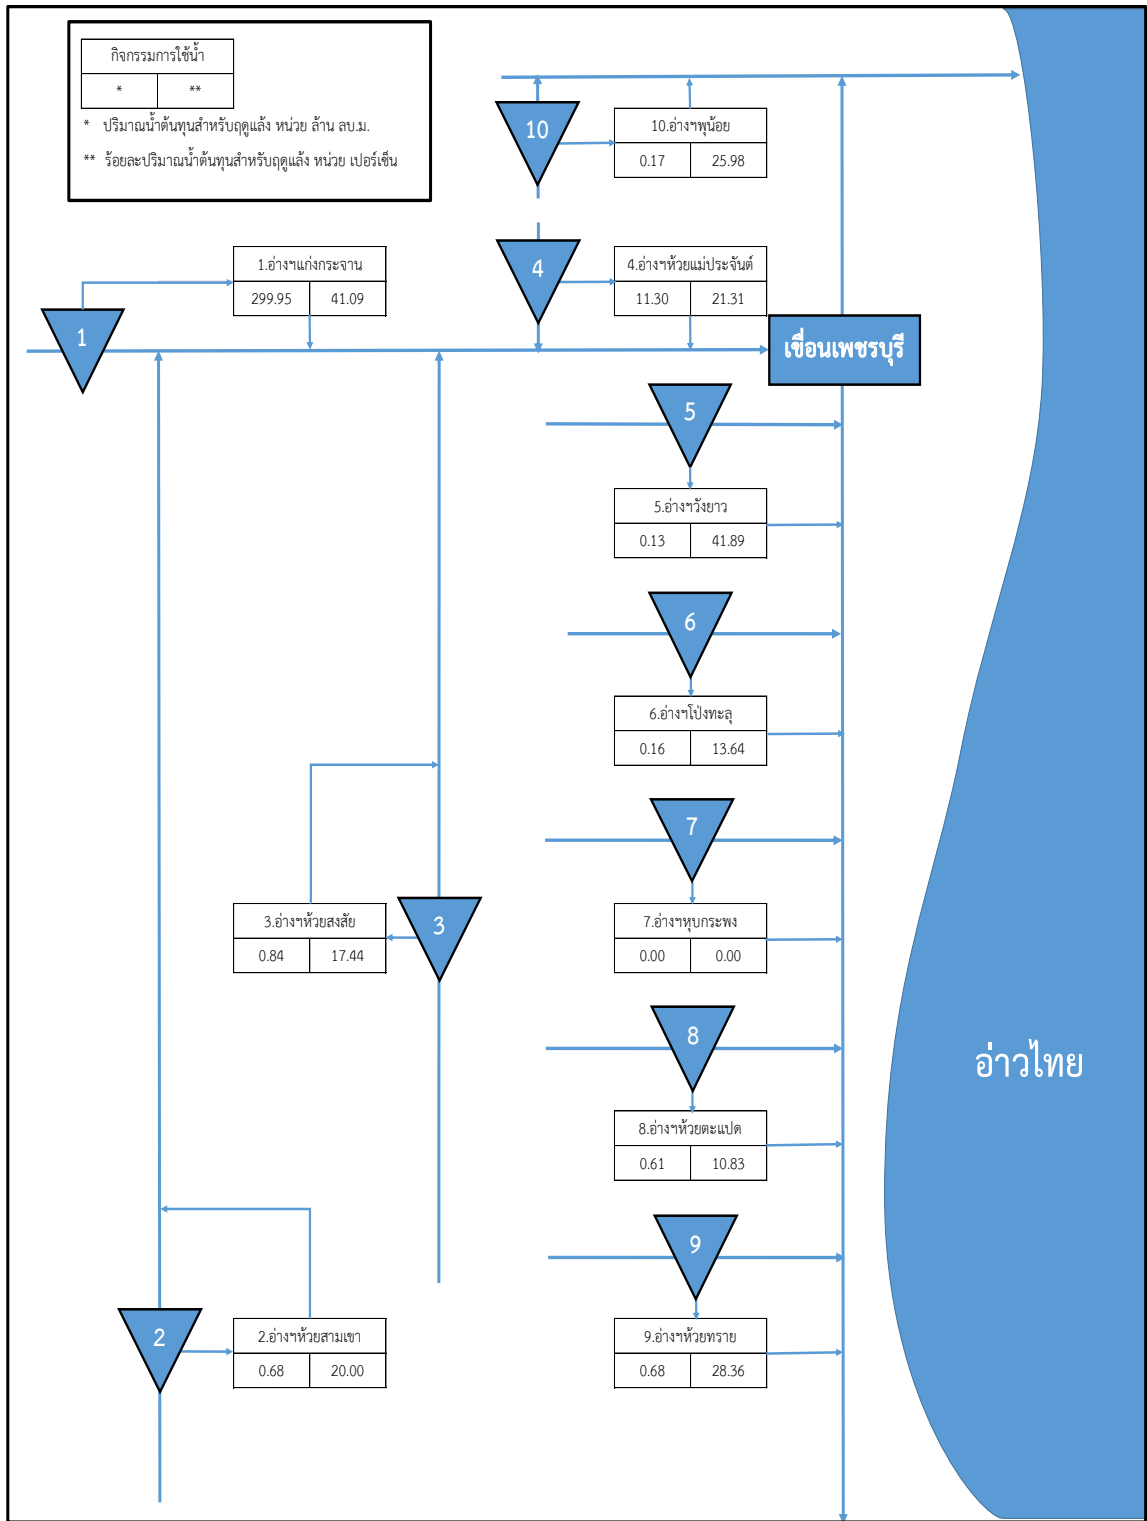 กิจกรรมการใช้น้ำ
* **
* ปริมาณน้ำต้นทุนสำหรับฤดูแล้ง หน่วย ล้าน ลบ.ม.
** ร้อยละปริมาณน้ำต้นทุนสำหรับฤดูแล้ง หน่วย เปอร์เซ็น
10
10.อ่างฯพุน้อย
0.17 25.98
1
1.อ่างฯแก่งกระจาน
299.95 41.09
4
4.อ่างฯห้วยแม่ประจันต์
11.30 21.31
เขื่อนเพชรบุรี
5
5.อ่างฯวังยาว
0.13 41.89
6
6.อ่างฯโป่งทะลุ
0.16 13.64
7
7.อ่างฯหุบกระพง
0.00 0.00
3.อ่างฯห้วยสงสัย
0.84 17.44
3
8
8.อ่างฯห้วยตะแปด
0.61 10.83
อ่าวไทย
9
9.อ่างฯห้วยทราย
0.68 28.36
2
2.อ่างฯห้วยสามเขา
0.68 20.00